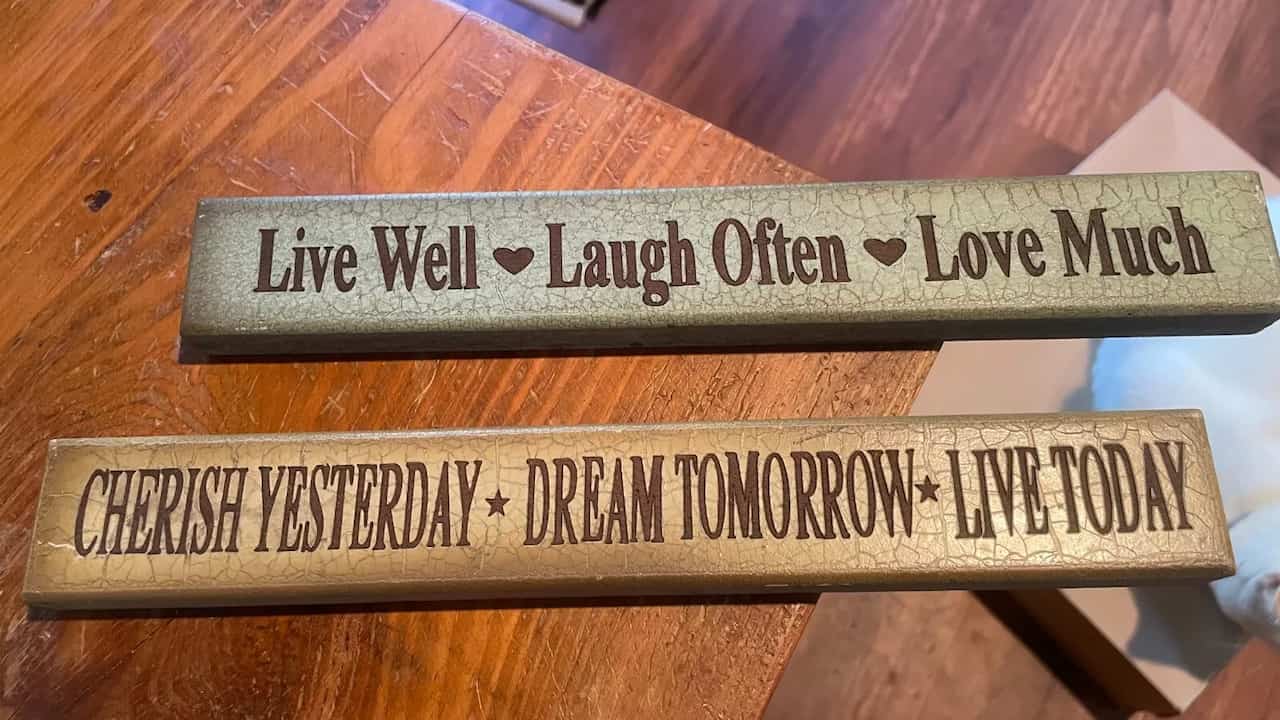 Live Well ♥ Laugh Often ♥ Love Much
CHERISH YESTERDAY ★ DREAM TOMORROW ★ LIVE TODAY